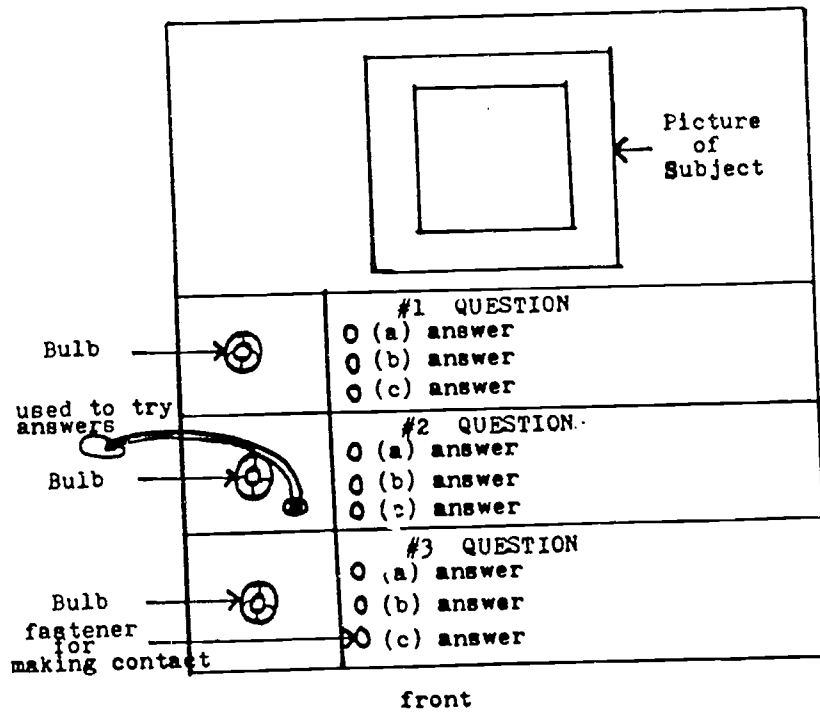 Picture
of
Subject
#1 QUESTION
(a) answer
(b) answer
(c) answer
Bulb
used to try
answers
#2 QUESTION
(a) answer
(b) answer
(c) answer
Bulb
#3 QUESTION
(a) answer
(b) answer
(c) answer
Bulb
fastener
for
making contact
front